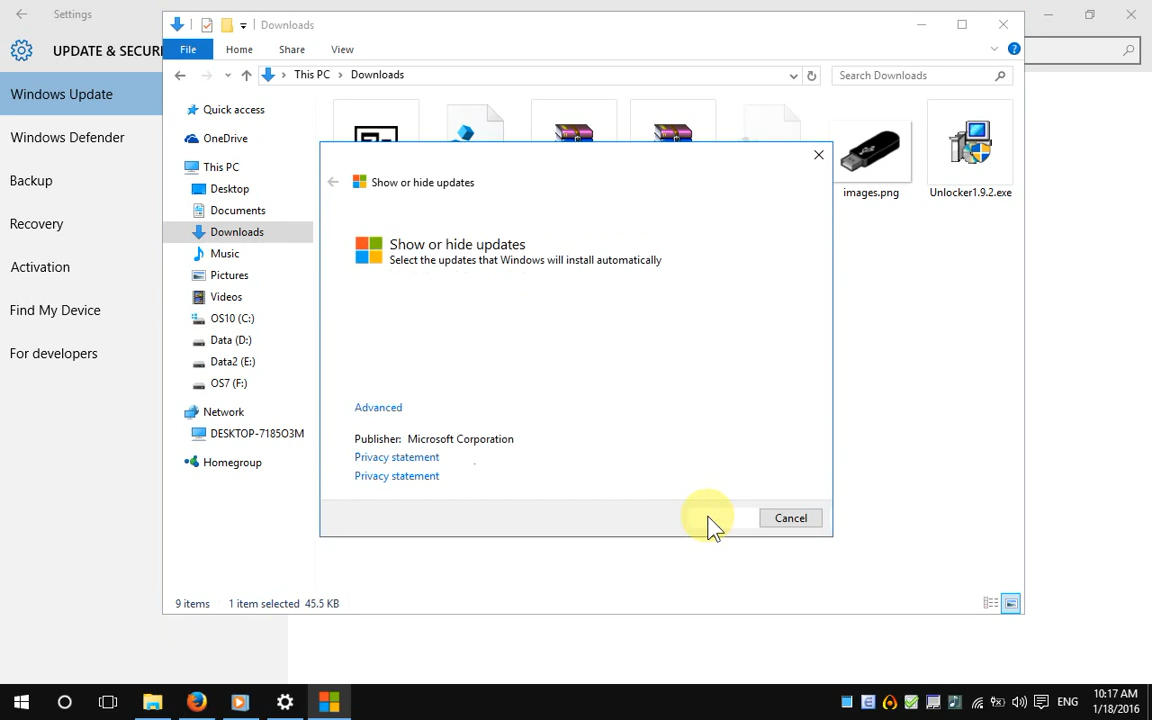 Settings
Downloads
UPDATE & SECURI
File
Home
Share
View
This PC
Downloads
Search Downloads
Windows Update
Windows Defender
Backup
Recovery
Activation
Find My Device
For developers
Quick access
OneDrive
This PC
Desktop
Documents
Downloads
Music
Pictures
Videos
OS10 (C:)
Data (D:)
Data2 (E:)
OS7 (F:)
Network
DESKTOP-7185O3M
Homegroup
images.png
Unlocker1.9.2.exe
Show or hide updates
Show or hide updates
Select the updates that Windows will install automatically
Advanced
Publisher: Microsoft Corporation
Privacy statement
Privacy statement
Cancel
9 items
1 item selected 45.5 KB
ENG
10:17 AM
1/18/2016